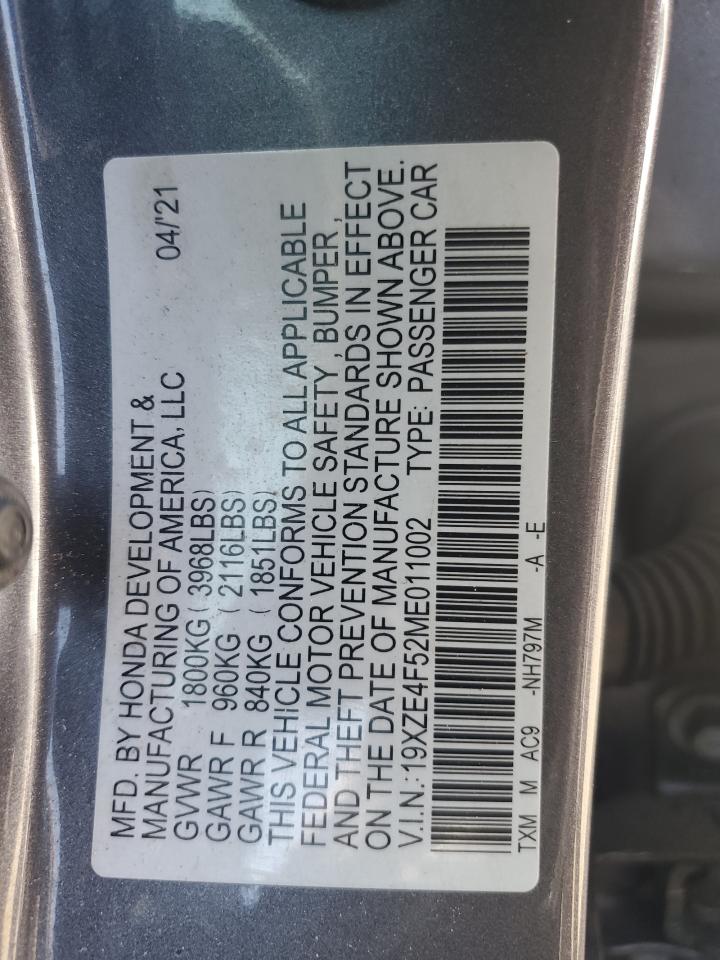 MFD. BY HONDA DEVELOPMENT &
MANUFACTURING OF AMERICA, LLC 04/'21
GVWR 1800KG ( 3968LBS)
GAWR F 960KG ( 2116LBS)
GAWR R 840KG ( 1851LBS)
THIS VEHICLE CONFORMS TO ALL APPLICABLE
FEDERAL MOTOR VEHICLE SAFETY , BUMPER ,
AND THEFT PREVENTION STANDARDS IN EFFECT
ON THE DATE OF MANUFACTURE SHOWN ABOVE.
V.I.N.: 19XZE4F52ME011002 TYPE: PASSENGER CAR
TXM M AC9 -NH797M -A -E